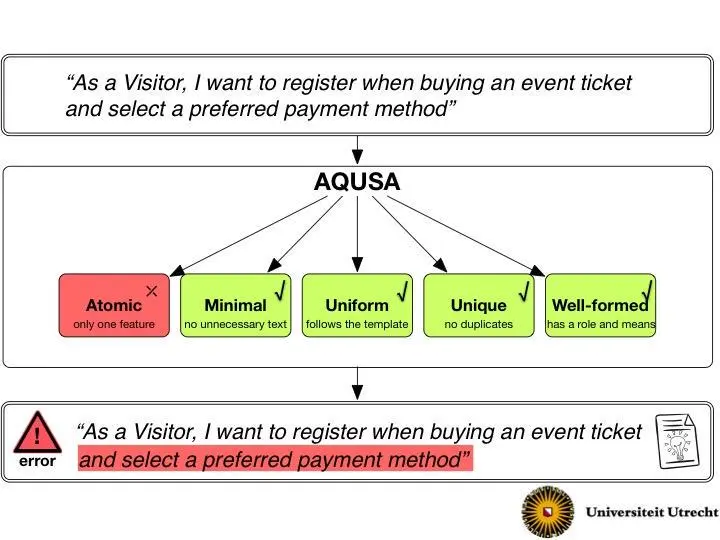 “As a Visitor, I want to register when buying an event ticket
and select a preferred payment method”
AQUSA
Atomic
only one feature
Minimal
no unnecessary text
Uniform
follows the template
Unique
no duplicates
Well-formed
has a role and means
!
error
“As a Visitor, I want to register when buying an event ticket
and select a preferred payment method”
Universiteit Utrecht